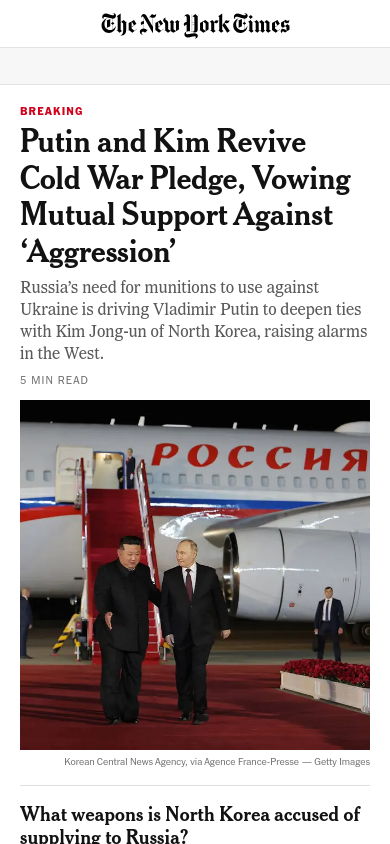 The New York Times
BREAKING
Putin and Kim Revive
Cold War Pledge, Vowing
Mutual Support Against
‘Aggression’
Russia’s need for munitions to use against
Ukraine is driving Vladimir Putin to deepen ties
with Kim Jong-un of North Korea, raising alarms
in the West.
5 MIN READ
РОССИЯ
Korean Central News Agency, via Agence France-Presse — Getty Images
What weapons is North Korea accused of
supplying to Russia?